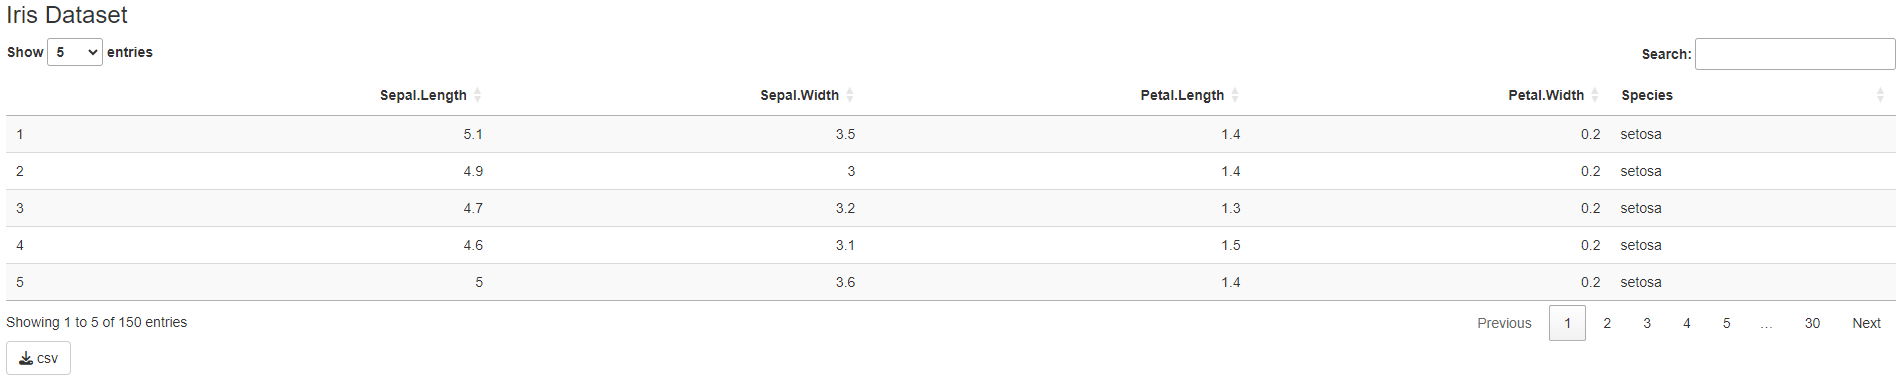 Iris Dataset
Show 5 entries Search:
Sepal.Length Sepal.Width Petal.Length Petal.Width Species
1 5.1 3.5 1.4 0.2 setosa
2 4.9 3 1.4 0.2 setosa
3 4.7 3.2 1.3 0.2 setosa
4 4.6 3.1 1.5 0.2 setosa
5 5 3.6 1.4 0.2 setosa
Showing 1 to 5 of 150 entries Previous 1 2 3 4 5 … 30 Next
csv